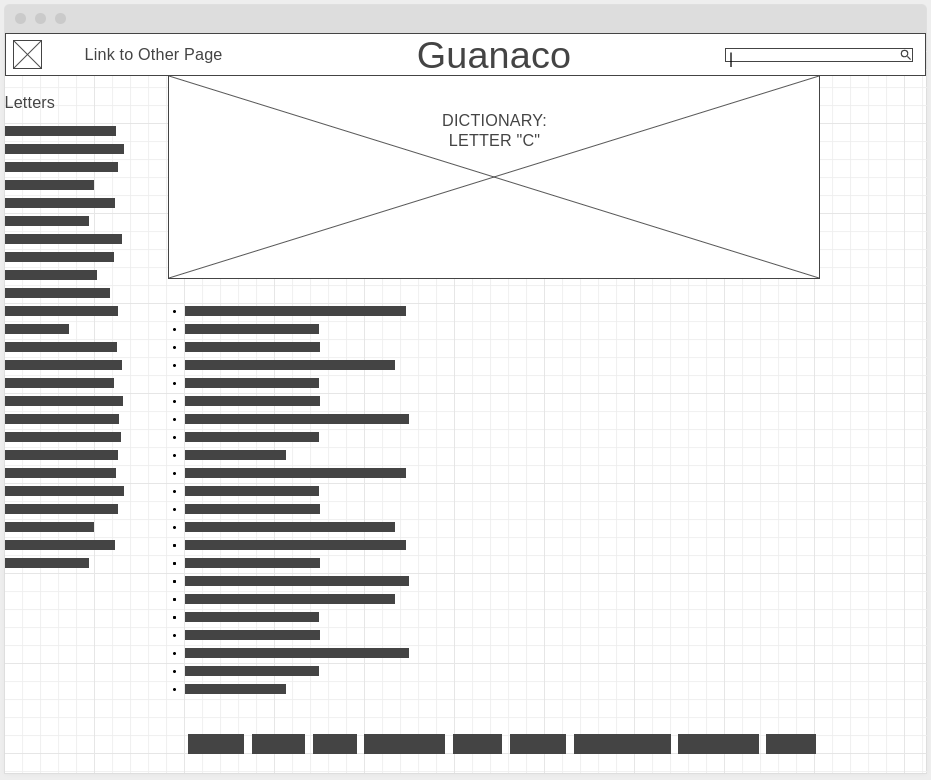 Link to Other Page
Guanaco
Letters
DICTIONARY:
LETTER "C"